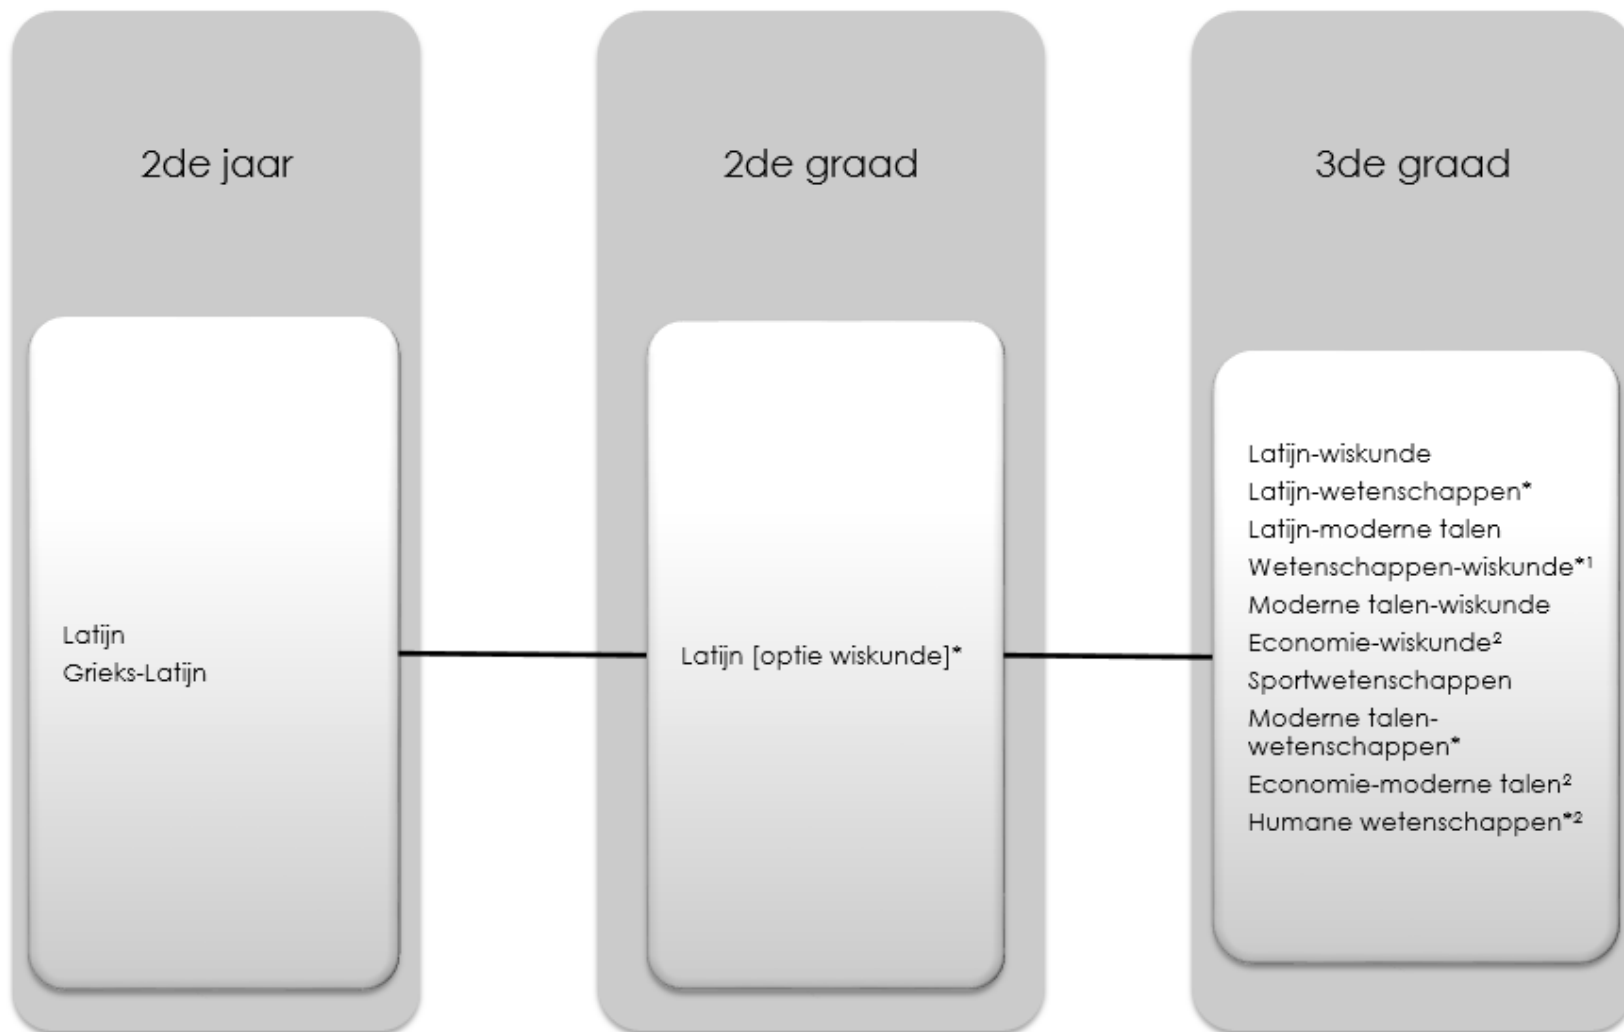 2de jaar
2de graad
3de graad
Latijn
Grieks-Latijn
Latijn [optie wiskunde]*
Latijn-wiskunde
Latijn-wetenschappen*
Latijn-moderne talen
Wetenschappen-wiskunde*¹
Moderne talen-wiskunde
Economie-wiskunde²
Sportwetenschappen
Moderne talen-
wetenschappen*
Economie-moderne talen²
Humane wetenschappen*²